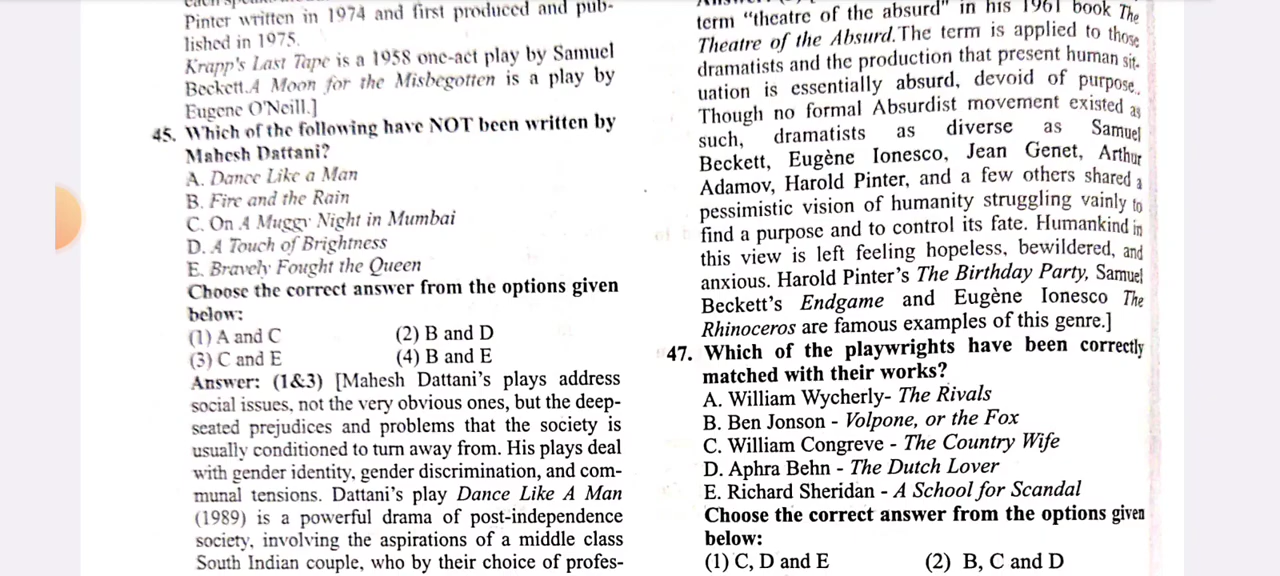 Pinter written in 1974 and first produced and pub-
lished in 1975.
Krapp's Last Tape is a 1958 one-act play by Samuel
Beckett.A Moon for the Misbegotten is a play by
Eugene O'Neill.]
45. Which of the following have NOT been written by
Mahesh Dattani?
A. Dance Like a Man
B. Fire and the Rain
C. On A Muggy Night in Mumbai
D. A Touch of Brightness
E. Bravely Fought the Queen
Choose the correct answer from the options given
below:
(1) A and C (2) B and D
(3) C and E (4) B and E
Answer: (1&3) [Mahesh Dattani's plays address
social issues, not the very obvious ones, but the deep-
seated prejudices and problems that the society is
usually conditioned to turn away from. His plays deal
with gender identity, gender discrimination, and com-
munal tensions. Dattani's play Dance Like A Man
(1989) is a powerful drama of post-independence
society, involving the aspirations of a middle class
South Indian couple, who by their choice of profes-
term "theatre of the absurd" in his 1961 book The
Theatre of the Absurd.The term is applied to those
dramatists and the production that present human sit-
uation is essentially absurd, devoid of purpose.
Though no formal Absurdist movement existed as
such, dramatists as diverse as Samuel
Beckett, Eugène Ionesco, Jean Genet, Arthur
Adamov, Harold Pinter, and a few others shared a
pessimistic vision of humanity struggling vainly to
find a purpose and to control its fate. Humankind in
this view is left feeling hopeless, bewildered, and
anxious. Harold Pinter's The Birthday Party, Samuel
Beckett's Endgame and Eugène Ionesco The
Rhinoceros are famous examples of this genre.]
47. Which of the playwrights have been correctly
matched with their works?
A. William Wycherly- The Rivals
B. Ben Jonson - Volpone, or the Fox
C. William Congreve - The Country Wife
D. Aphra Behn - The Dutch Lover
E. Richard Sheridan - A School for Scandal
Choose the correct answer from the options given
below:
(1) C, D and E (2) B, C and D